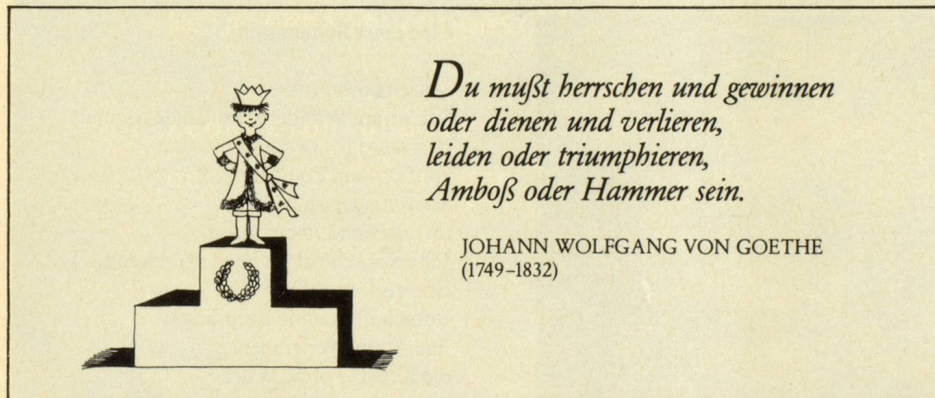 Du mußt herrschen und gewinnen
oder dienen und verlieren,
leiden oder triumphieren,
Amboß oder Hammer sein.
JOHANN WOLFGANG VON GOETHE
(1749–1832)